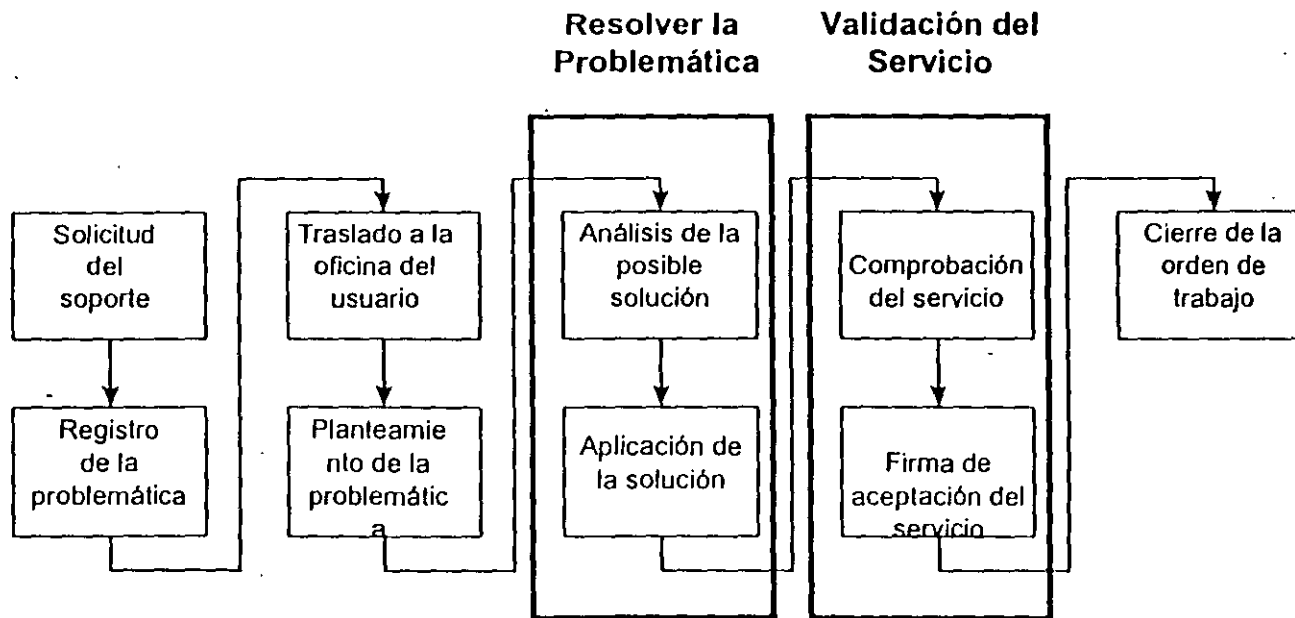 Resolver la
Problemática
Validación del
Servicio
Solicitud
del
soporte
Registro
de la
problemática
Traslado a la
oficina del
usuario
Planteamie
nto de la
problemátic
a
Análisis de la
posible
solución
Aplicación de
la solución
Comprobación
del servicio
Firma de
aceptación del
servicio
Cierre de la
orden de
trabajo